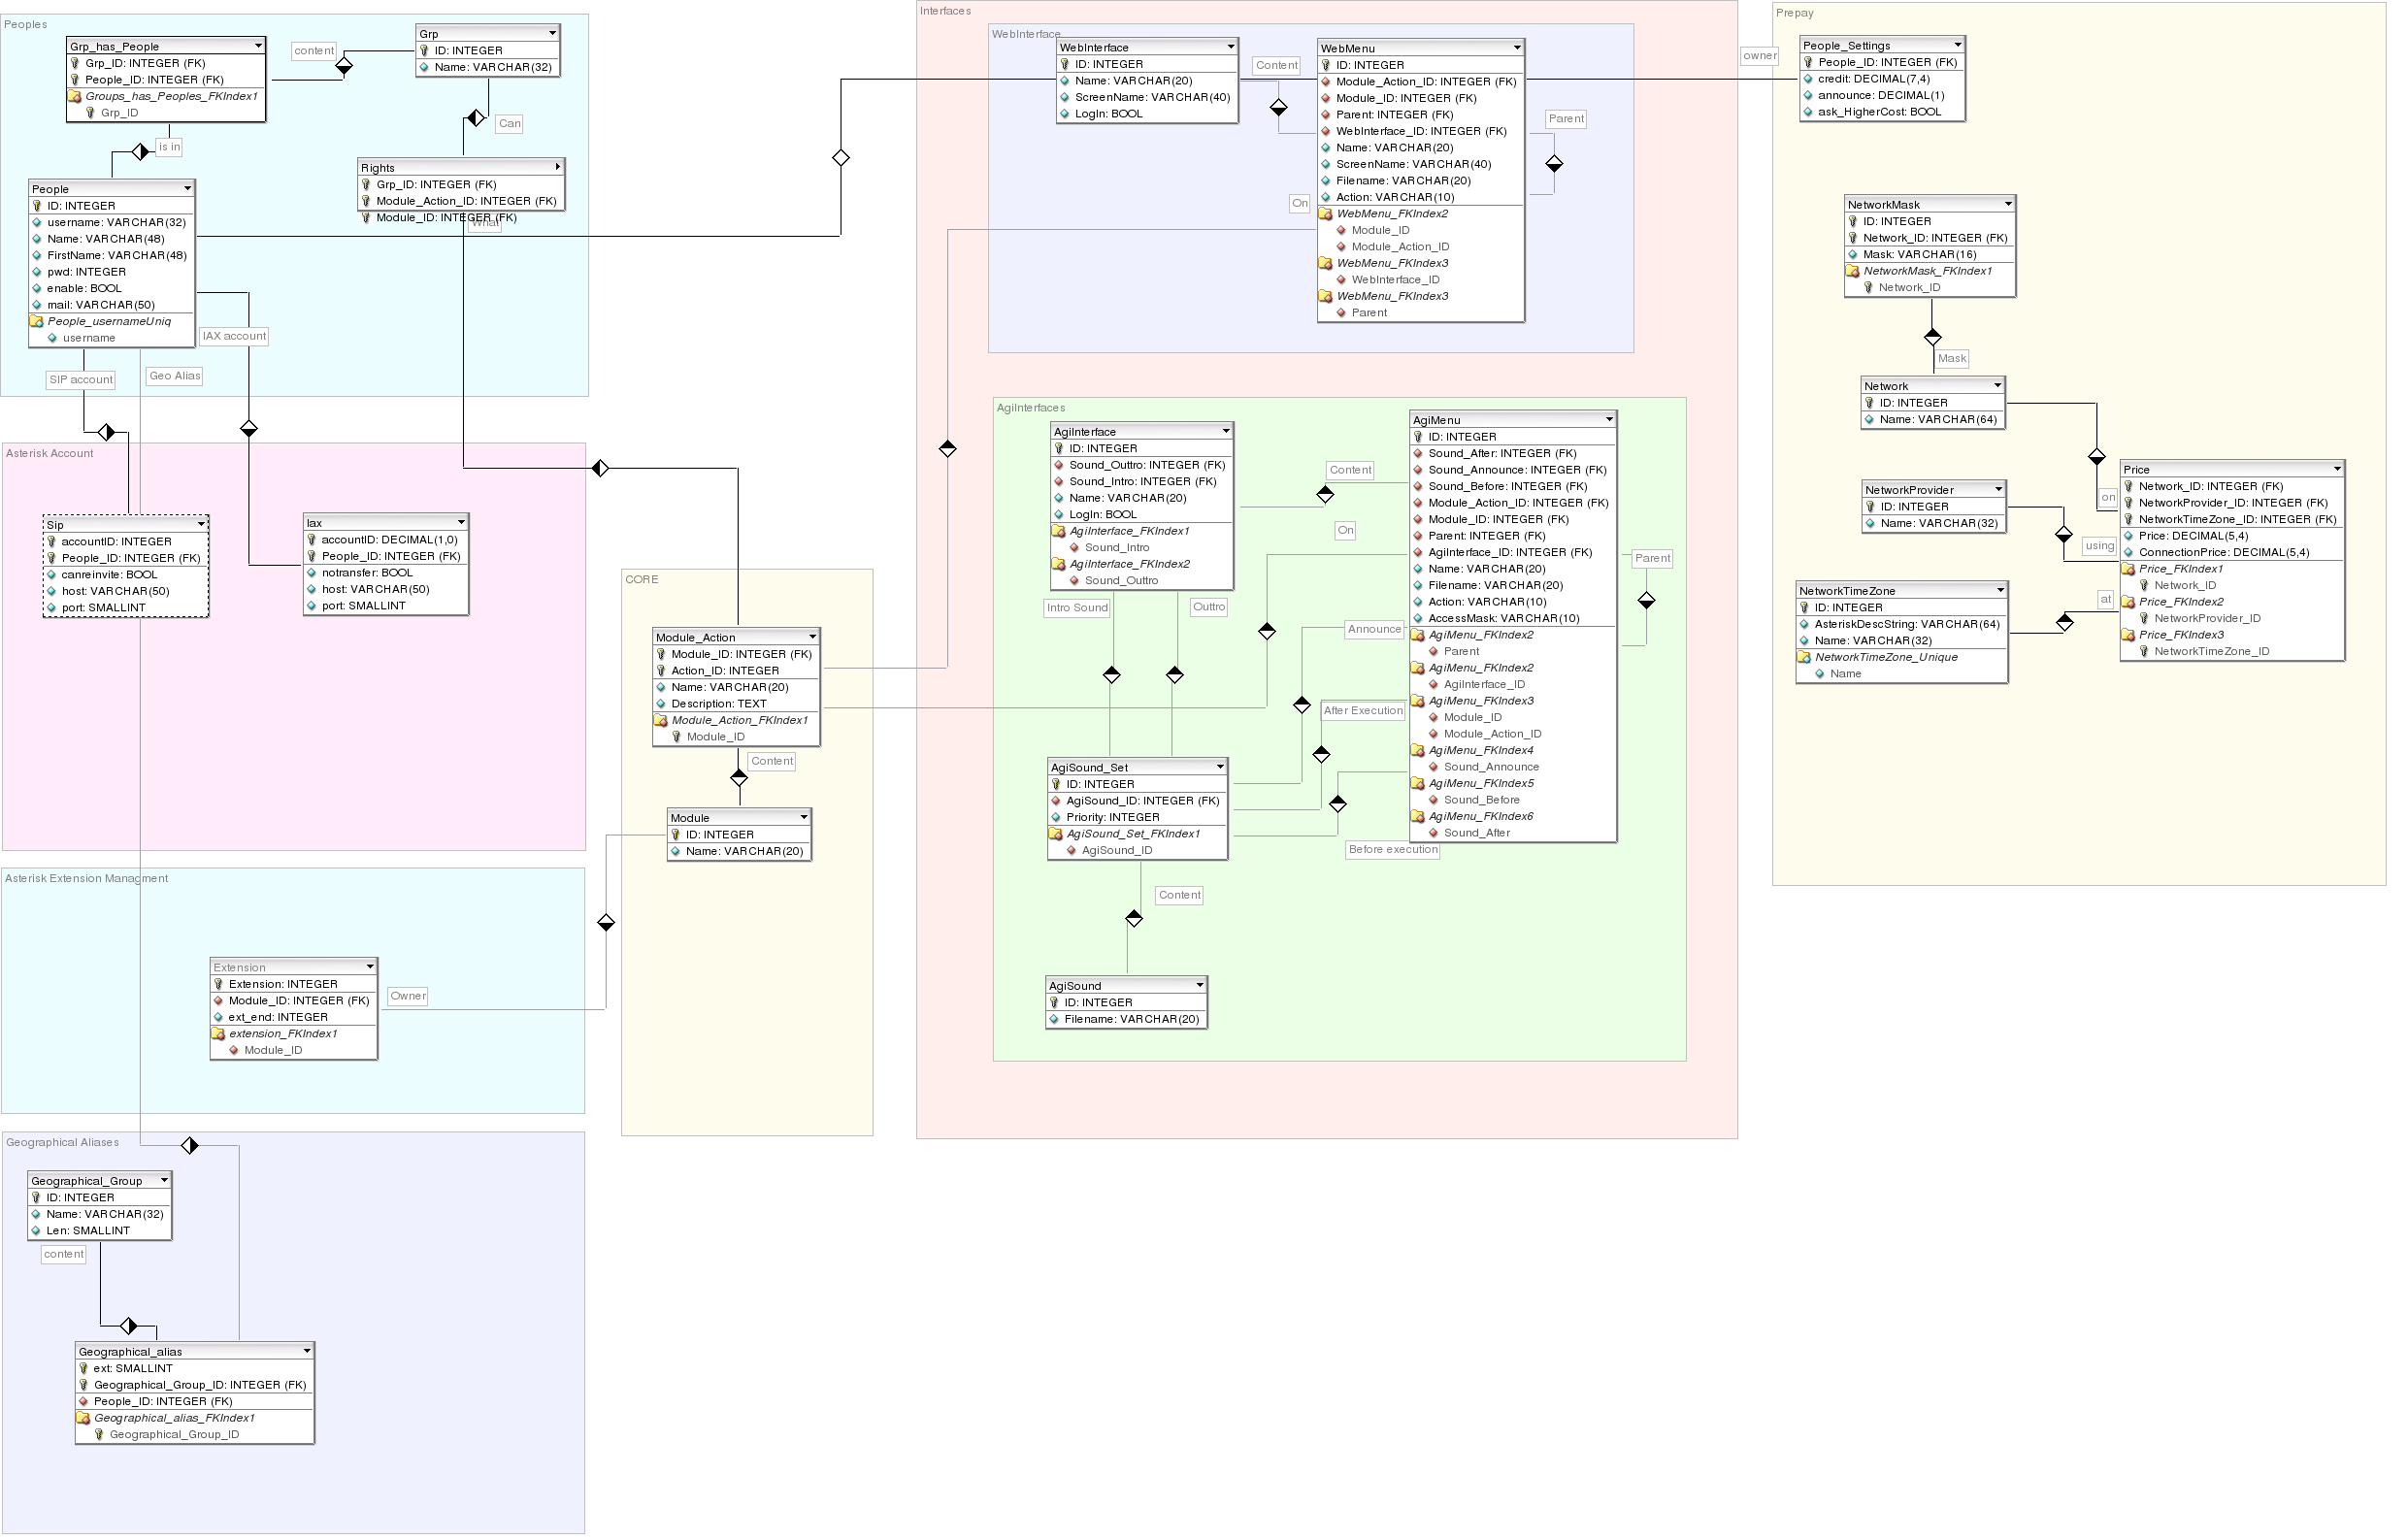 Peoples
Grp_has_People
Grp_ID: INTEGER (FK)
People_ID: INTEGER (FK)
Groups_has_Peoples_FKIndex1
Grp_ID
content
Grp
ID: INTEGER
Name: VARCHAR(32)
is in
Can
Rights
Grp_ID: INTEGER (FK)
Module_Action_ID: INTEGER (FK)
Module_ID: INTEGER (FK)
What
People
ID: INTEGER
username: VARCHAR(32)
Name: VARCHAR(48)
FirstName: VARCHAR(48)
pwd: INTEGER
enable: BOOL
mail: VARCHAR(50)
People_usernameUniq
username
IAX account
SIP account
Geo Alias
Asterisk Account
Sip
accountID: INTEGER
People_ID: INTEGER (FK)
canreinvite: BOOL
host: VARCHAR(50)
port: SMALLINT
Iax
accountID: DECIMAL(1,0)
People_ID: INTEGER (FK)
notransfer: BOOL
host: VARCHAR(50)
port: SMALLINT
Asterisk Extension Managment
Extension
Extension: INTEGER
Module_ID: INTEGER (FK)
ext_end: INTEGER
extension_FKIndex1
Module_ID
Owner
Geographical Aliases
Geographical_Group
ID: INTEGER
Name: VARCHAR(32)
Len: SMALLINT
content
Geographical_alias
ext: SMALLINT
Geographical_Group_ID: INTEGER (FK)
People_ID: INTEGER (FK)
Geographical_alias_FKIndex1
Geographical_Group_ID
CORE
Module_Action
Module_ID: INTEGER (FK)
Action_ID: INTEGER
Name: VARCHAR(20)
Description: TEXT
Module_Action_FKIndex1
Module_ID
Content
Module
ID: INTEGER
Name: VARCHAR(20)
Interfaces
WebInterface
WebInterface
ID: INTEGER
Name: VARCHAR(20)
ScreenName: VARCHAR(40)
LogIn: BOOL
Content
WebMenu
ID: INTEGER
Module_Action_ID: INTEGER (FK)
Module_ID: INTEGER (FK)
Parent: INTEGER (FK)
WebInterface_ID: INTEGER (FK)
Name: VARCHAR(20)
ScreenName: VARCHAR(40)
Filename: VARCHAR(20)
Action: VARCHAR(10)
WebMenu_FKIndex2
Module_ID
Module_Action_ID
WebMenu_FKIndex3
WebInterface_ID
WebMenu_FKIndex3
Parent
Parent
On
AgiInterfaces
AgiInterface
ID: INTEGER
Sound_Outtro: INTEGER (FK)
Sound_Intro: INTEGER (FK)
Name: VARCHAR(20)
LogIn: BOOL
AgiInterface_FKIndex1
Sound_Intro
AgiInterface_FKIndex2
Sound_Outtro
Content
On
Intro Sound
Outtro
Announce
After Execution
Before execution
AgiMenu
ID: INTEGER
Sound_After: INTEGER (FK)
Sound_Announce: INTEGER (FK)
Sound_Before: INTEGER (FK)
Module_Action_ID: INTEGER (FK)
Module_ID: INTEGER (FK)
Parent: INTEGER (FK)
AgiInterface_ID: INTEGER (FK)
Name: VARCHAR(20)
Filename: VARCHAR(20)
Action: VARCHAR(10)
AccessMask: VARCHAR(10)
AgiMenu_FKIndex2
Parent
AgiMenu_FKIndex2
AgiInterface_ID
AgiMenu_FKIndex3
Module_ID
Module_Action_ID
AgiMenu_FKIndex4
Sound_Announce
AgiMenu_FKIndex5
Sound_Before
AgiMenu_FKIndex6
Sound_After
Parent
AgiSound_Set
ID: INTEGER
AgiSound_ID: INTEGER (FK)
Priority: INTEGER
AgiSound_Set_FKIndex1
AgiSound_ID
Content
AgiSound
ID: INTEGER
Filename: VARCHAR(20)
Prepay
owner
People_Settings
People_ID: INTEGER (FK)
credit: DECIMAL(7,4)
announce: DECIMAL(1)
ask_HigherCost: BOOL
NetworkMask
ID: INTEGER
Network_ID: INTEGER (FK)
Mask: VARCHAR(16)
NetworkMask_FKIndex1
Network_ID
Mask
Network
ID: INTEGER
Name: VARCHAR(64)
NetworkProvider
ID: INTEGER
Name: VARCHAR(32)
NetworkTimeZone
ID: INTEGER
AsteriskDescString: VARCHAR(64)
Name: VARCHAR(32)
NetworkTimeZone_Unique
Name
on
using
at
Price
Network_ID: INTEGER (FK)
NetworkProvider_ID: INTEGER (FK)
NetworkTimeZone_ID: INTEGER (FK)
Price: DECIMAL(5,4)
ConnectionPrice: DECIMAL(5,4)
Price_FKIndex1
Network_ID
Price_FKIndex2
NetworkProvider_ID
Price_FKIndex3
NetworkTimeZone_ID